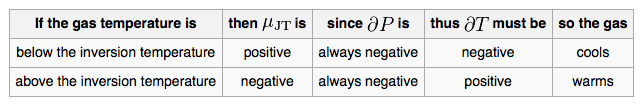 If the gas temperature is then μJT is since ∂P is thus ∂T must be so the gas
below the inversion temperature positive always negative negative cools
above the inversion temperature negative always negative positive warms